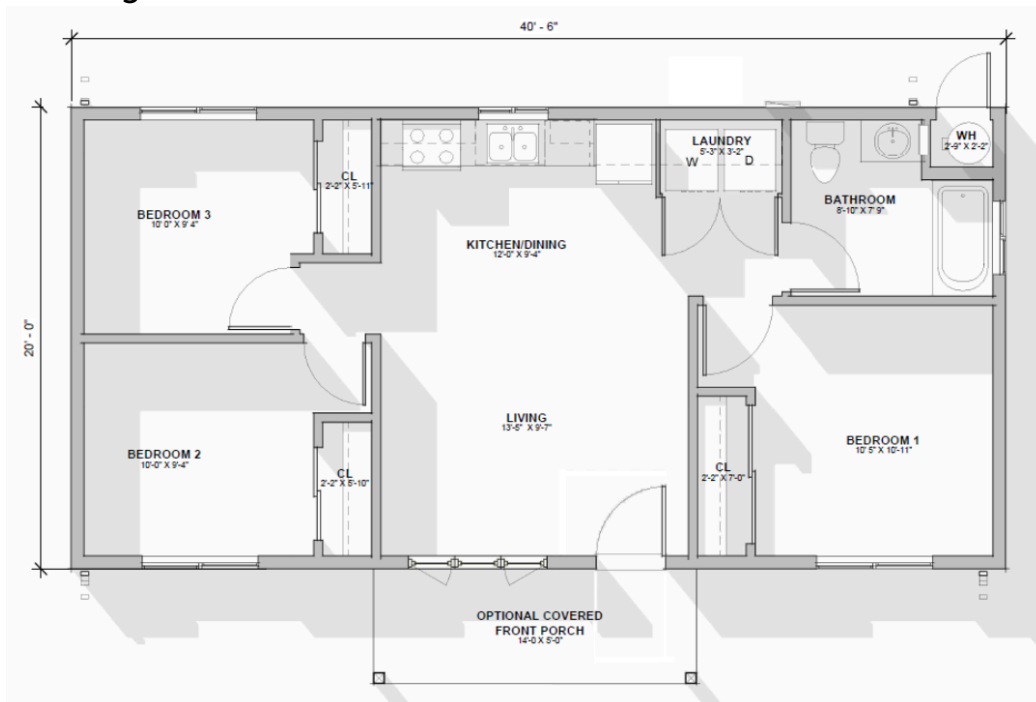 g
40' - 6"
WH
2'-9" X 2'-2"
LAUNDRY
5'-3" X 3'-2"
W
D
CL
2'-2" X 5'-11"
BEDROOM 3
10' 0" X 9' 4"
BATHROOM
8'-10" X 7' 9"
KITCHEN/DINING
12'-0" X 9'-4"
20' - 0"
LIVING
13'-6" X 9'-7"
BEDROOM 1
10' 5" X 10'-11"
BEDROOM 2
10'-0" X 9'-4"
CL
2'-2" X 5'-10"
CL
2'-2" X 7'-0"
OPTIONAL COVERED
FRONT PORCH
14'-0 X 5'-0"